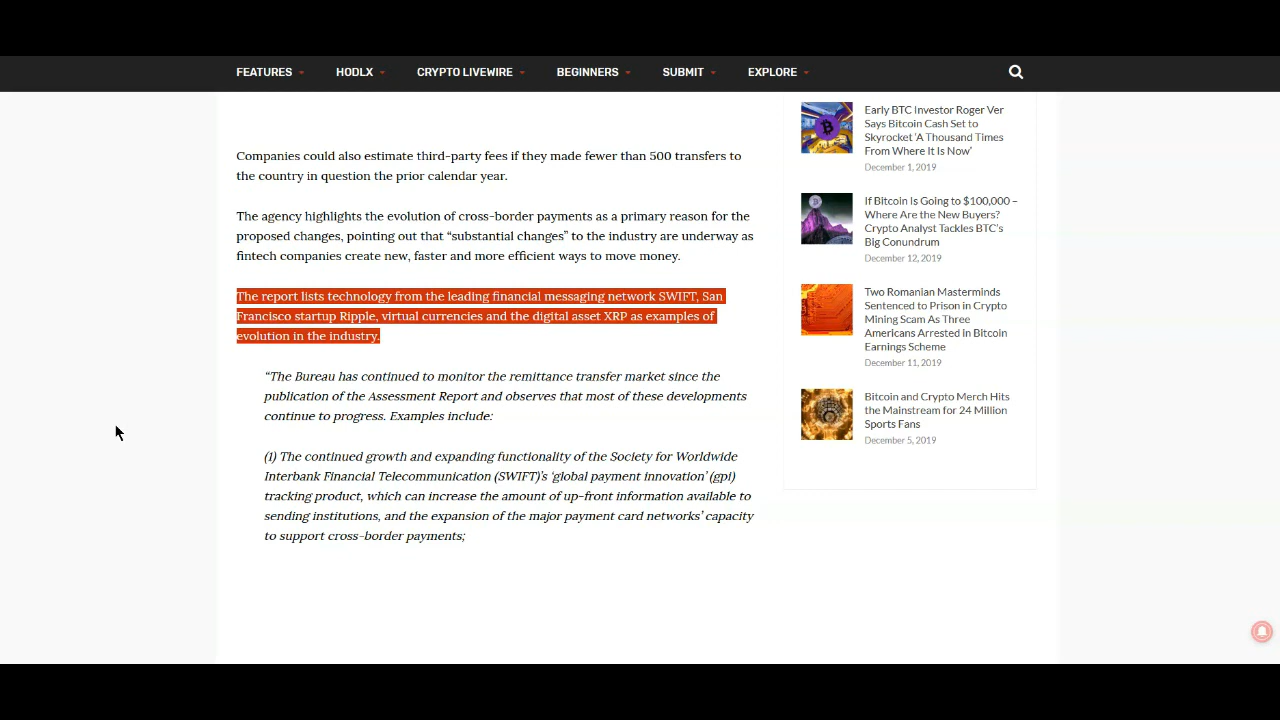 FEATURES HODLX CRYPTO LIVEWIRE BEGINNERS SUBMIT EXPLORE
Companies could also estimate third-party fees if they made fewer than 500 transfers to
the country in question the prior calendar year.
The agency highlights the evolution of cross-border payments as a primary reason for the
proposed changes, pointing out that “substantial changes” to the industry are underway as
fintech companies create new, faster and more efficient ways to move money.
The report lists technology from the leading financial messaging network SWIFT, San
Francisco startup Ripple, virtual currencies and the digital asset XRP as examples of
evolution in the industry.
“The Bureau has continued to monitor the remittance transfer market since the
publication of the Assessment Report and observes that most of these developments
continue to progress. Examples include:
(1) The continued growth and expanding functionality of the Society for Worldwide
Interbank Financial Telecommunication (SWIFT)’s ‘global payment innovation’ (gpi)
tracking product, which can increase the amount of up-front information available to
sending institutions, and the expansion of the major payment card networks’ capacity
to support cross-border payments;
Early BTC Investor Roger Ver
Says Bitcoin Cash Set to
Skyrocket ‘A Thousand Times
From Where It Is Now’
December 1, 2019
If Bitcoin Is Going to $100,000 –
Where Are the New Buyers?
Crypto Analyst Tackles BTC’s
Big Conundrum
December 12, 2019
Two Romanian Masterminds
Sentenced to Prison in Crypto
Mining Scam As Three
Americans Arrested in Bitcoin
Earnings Scheme
December 11, 2019
Bitcoin and Crypto Merch Hits
the Mainstream for 24 Million
Sports Fans
December 5, 2019